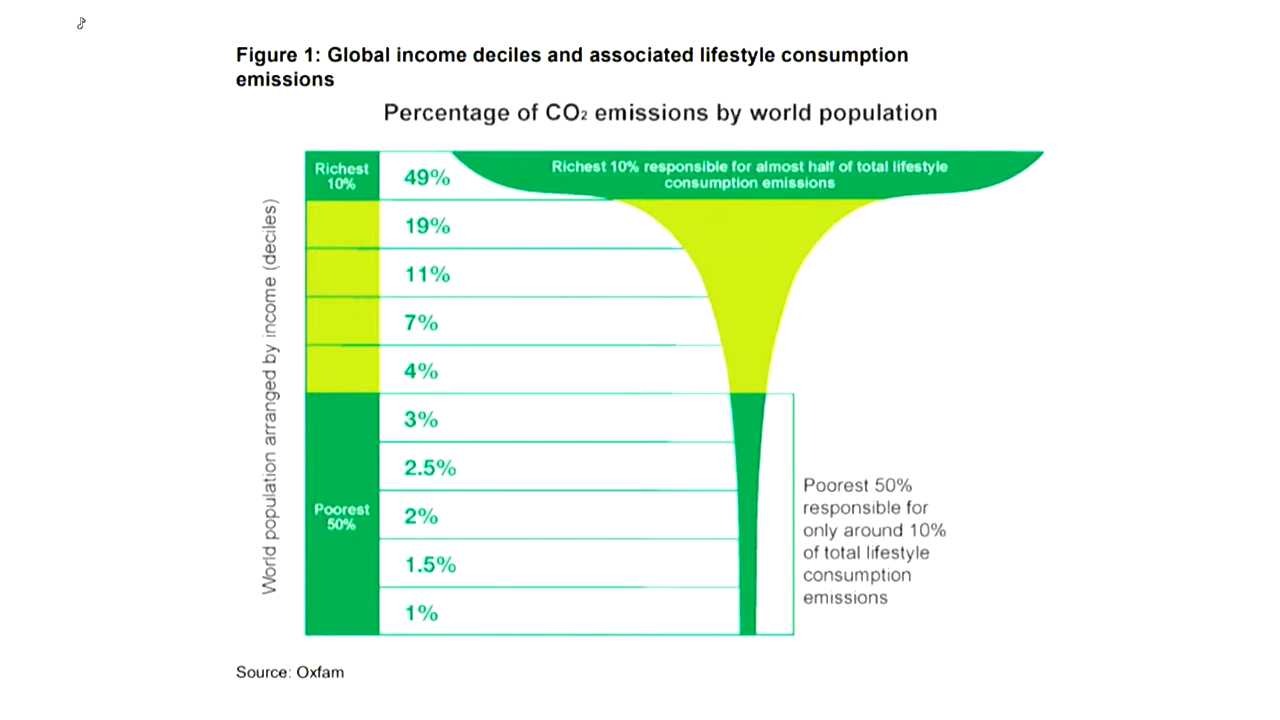 Figure 1: Global income deciles and associated lifestyle consumption
emissions
Percentage of CO₂ emissions by world population
World population arranged by income (deciles)
Richest
10%
49%
Richest 10% responsible for almost half of total lifestyle
consumption emissions
19%
11%
7%
4%
3%
2.5%
Poorest
50%
2%
1.5%
1%
Poorest 50%
responsible for
only around 10%
of total lifestyle
consumption
emissions
Source: Oxfam